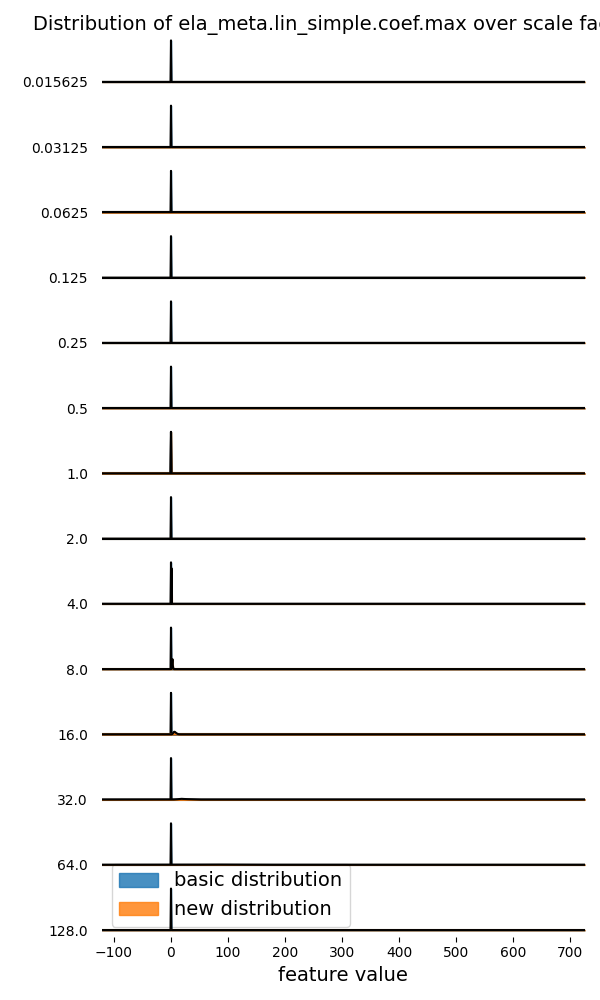 Distribution of ela_meta.lin_simple.coef.max over scale fa
0.015625
0.03125
0.0625
0.125
0.25
0.5
1.0
2.0
4.0
8.0
16.0
32.0
64.0
basic distribution
new distribution
128.0
−100 0 100 200 300 400 500 600 700
feature value